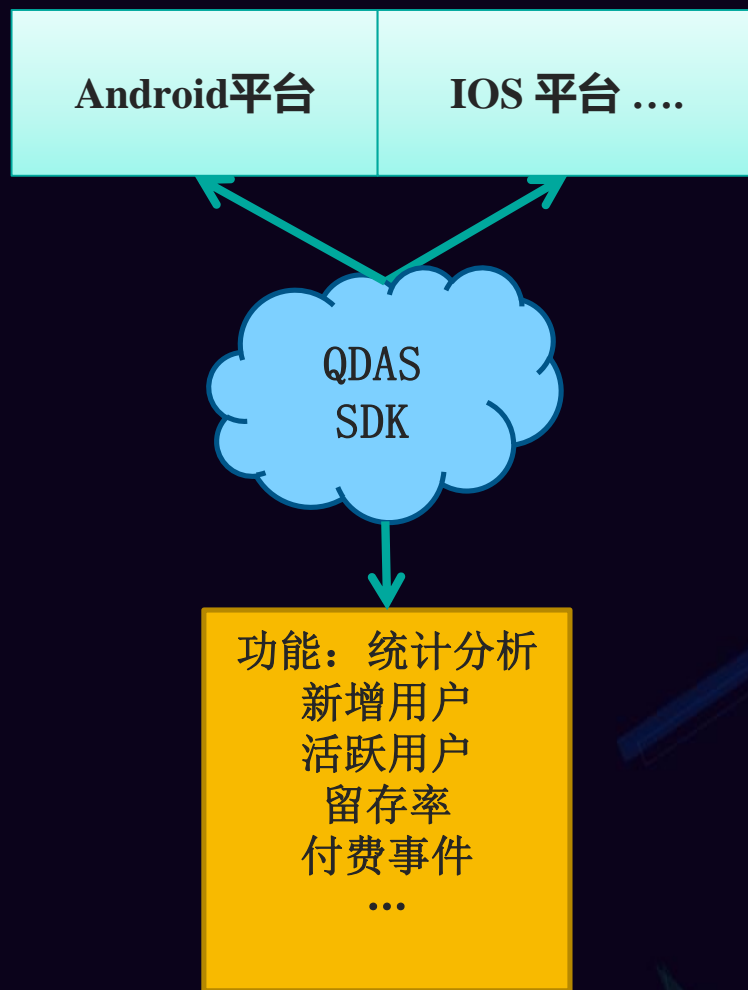 Android平台
IOS 平台 ….
QDAS
SDK
功能：统计分析
新增用户
活跃用户
留存率
付费事件
…